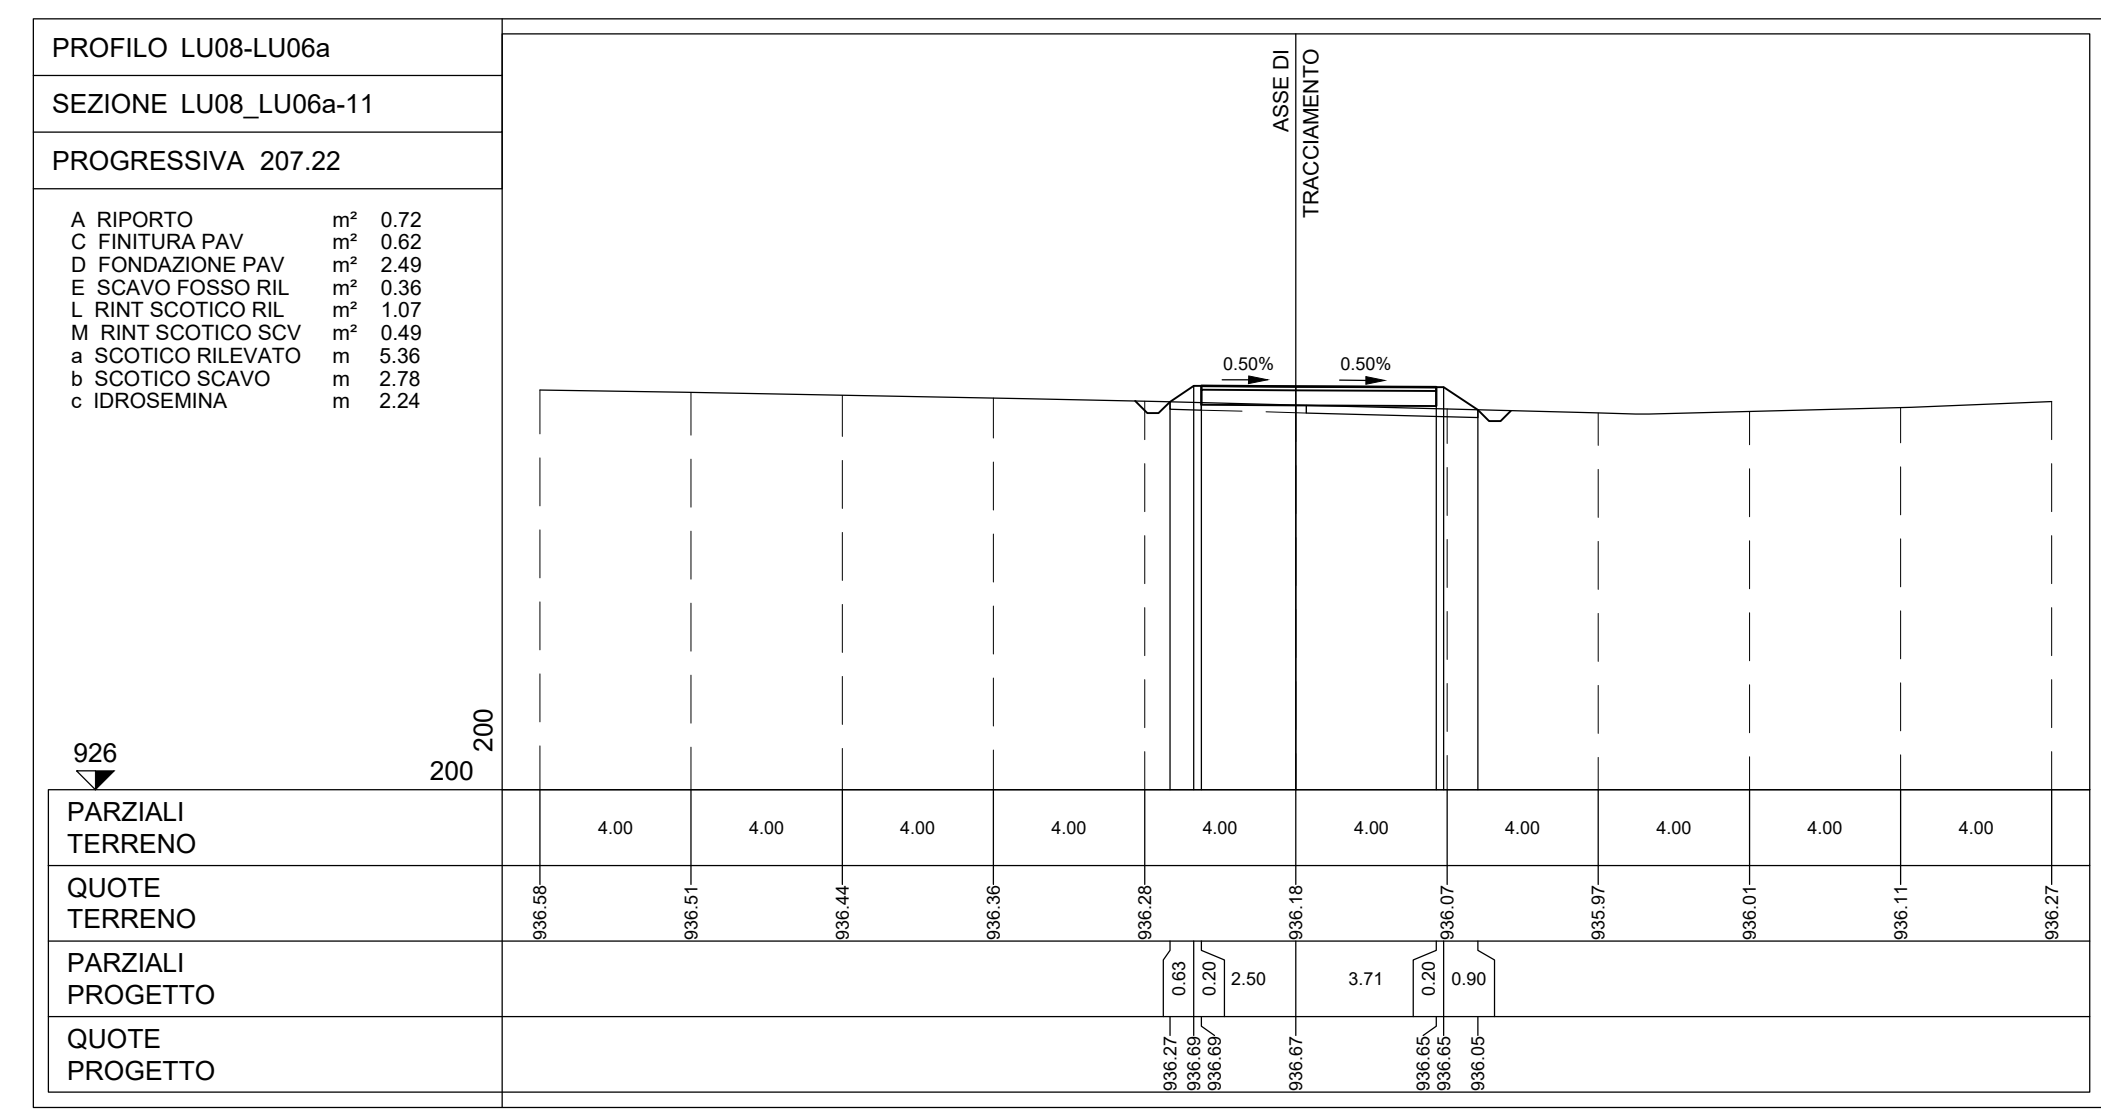 PROFILO LU08-LU06a
SEZIONE LU08_LU06a-11
PROGRESSIVA 207.22
A RIPORTO m² 0.72
C FINITURA PAV m² 0.62
D FONDAZIONE PAV m² 2.49
E SCAVO FOSSO RIL m² 0.36
L RINT SCOTICO RIL m² 1.07
M RINT SCOTICO SCV m² 0.49
a SCOTICO RILEVATO m 5.36
b SCOTICO SCAVO m 2.78
c IDROSEMINA m 2.24
ASSE DI
TRACCIAMENTO
0.50% 0.50%
926
200
200
PARZIALI
TERRENO
4.00 4.00 4.00 4.00 4.00 4.00 4.00 4.00 4.00 4.00
QUOTE
TERRENO
936.58 936.51 936.44 936.36 936.28 936.18 936.07 935.97 936.01 936.11 936.27
PARZIALI
PROGETTO
0.63 0.20 2.50 3.71 0.20 0.90
QUOTE
PROGETTO
936.27 936.69 936.69 936.67 936.65 936.65 936.05